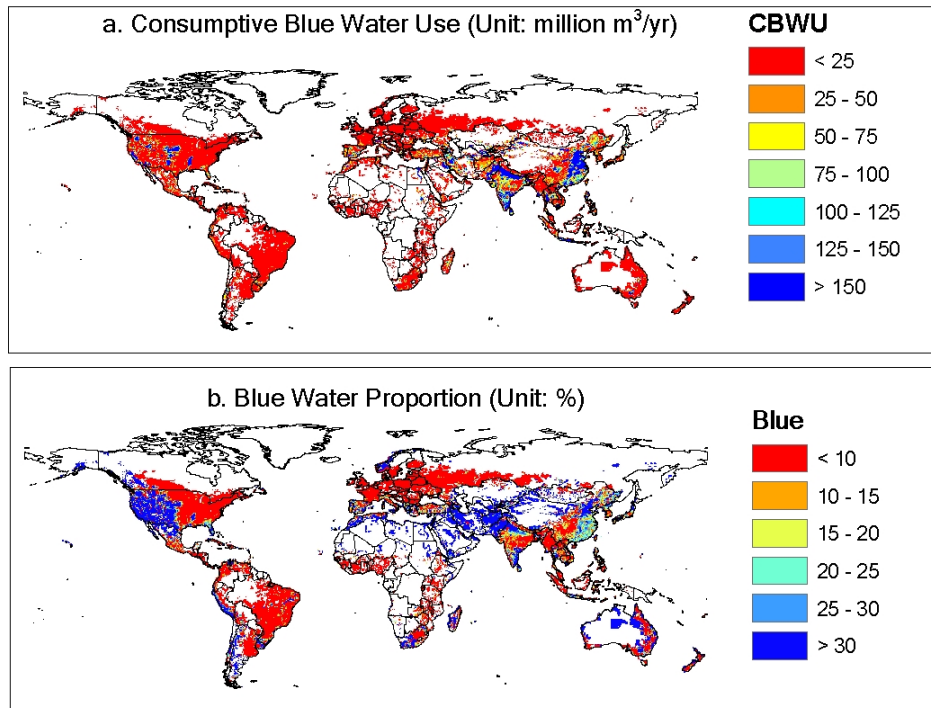 a. Consumptive Blue Water Use (Unit: million m³/yr)
CBWU
< 25
25 - 50
50 - 75
75 - 100
100 - 125
125 - 150
> 150
b. Blue Water Proportion (Unit: %)
Blue
< 10
10 - 15
15 - 20
20 - 25
25 - 30
> 30